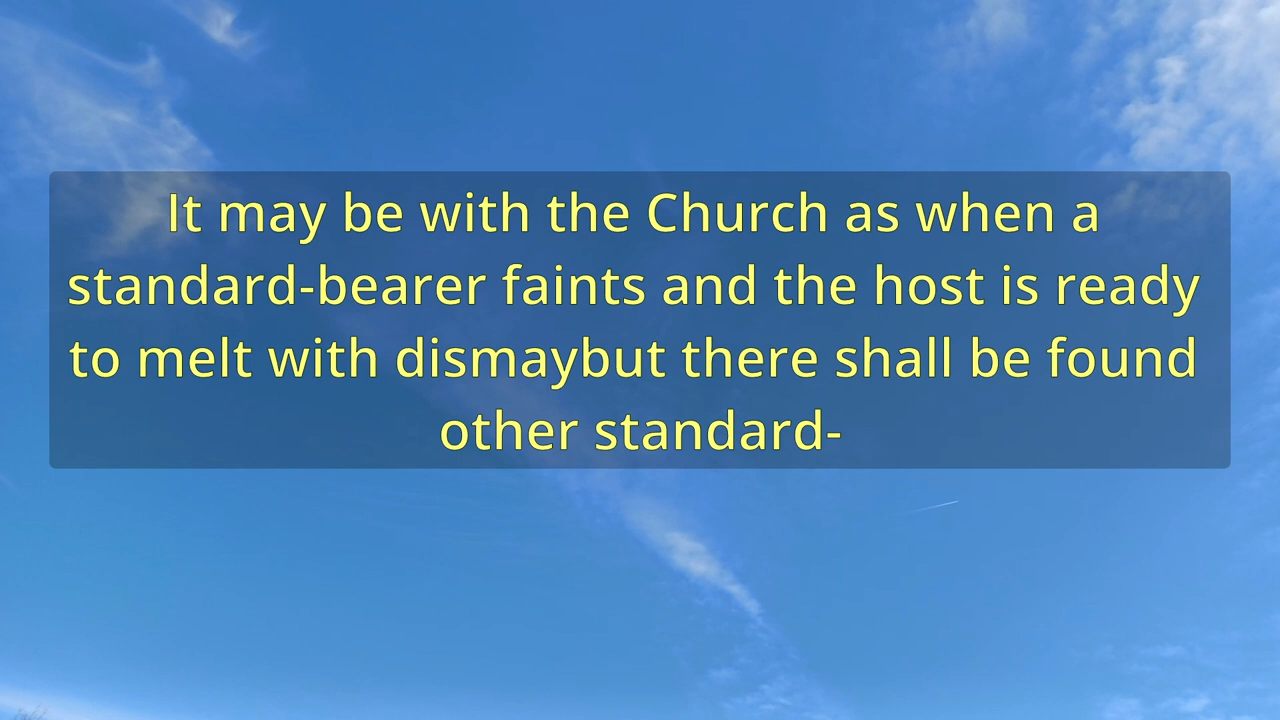 It may be with the Church as when a
standard-bearer faints and the host is ready
to melt with dismaybut there shall be found
other standard-